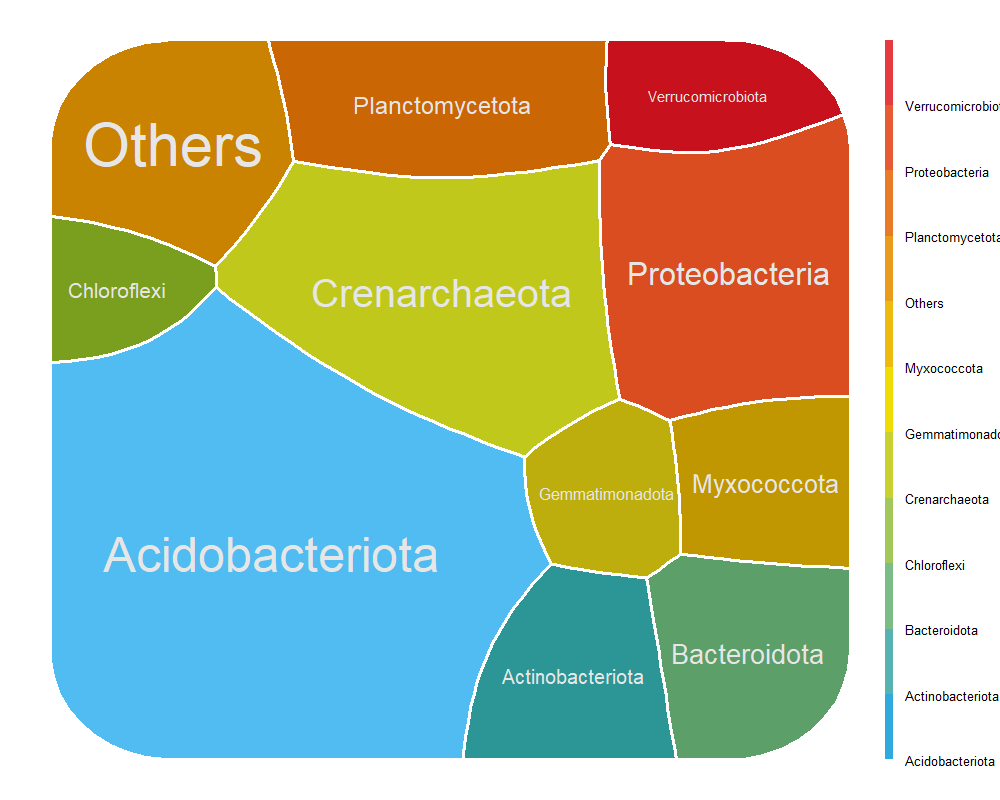 Others
Planctomycetota
Verrucomicrobiota
Chloroflexi
Crenarchaeota
Proteobacteria
Gemmatimonadota
Myxococcota
Acidobacteriota
Actinobacteriota
Bacteroidota
Verrucomicrobiot
Proteobacteria
Planctomycetota
Others
Myxococcota
Gemmatimonado
Crenarchaeota
Chloroflexi
Bacteroidota
Actinobacteriota
Acidobacteriota